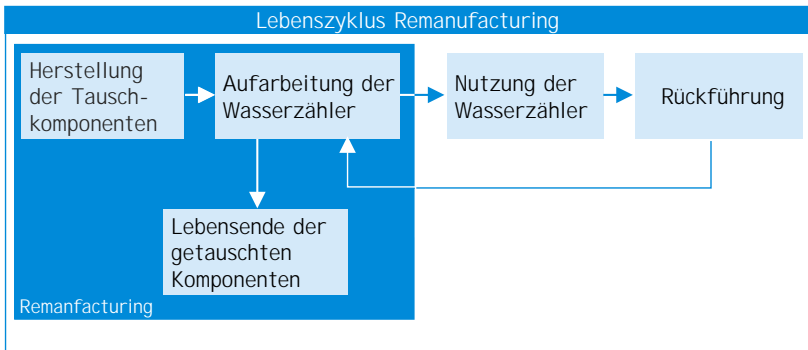 Lebenszyklus Remanufacturing
Herstellung
der Tausch-
komponenten
Aufarbeitung der
Wasserzähler
Nutzung der
Wasserzähler
Rückführung
Lebensende der
getauschten
Komponenten
Remanfacturing